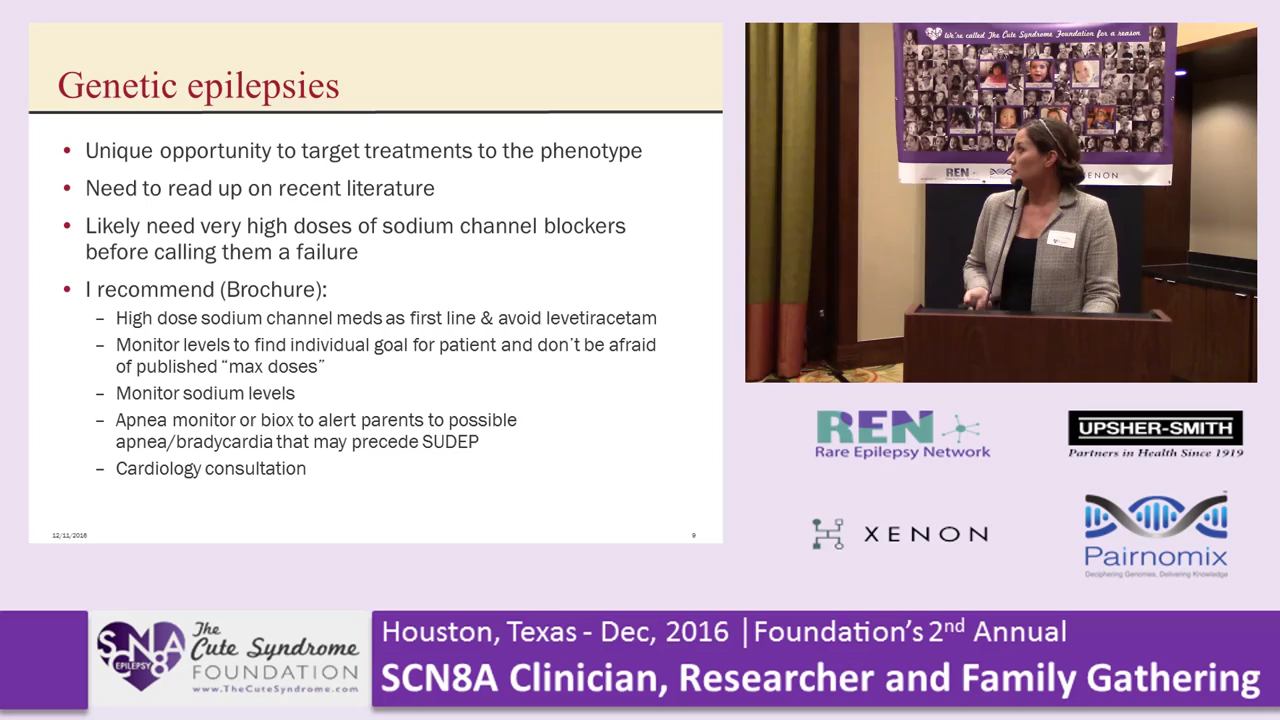 Genetic epilepsies
• Unique opportunity to target treatments to the phenotype
• Need to read up on recent literature
• Likely need very high doses of sodium channel blockers
before calling them a failure
• I recommend (Brochure):
– High dose sodium channel meds as first line & avoid levetiracetam
– Monitor levels to find individual goal for patient and don't be afraid
of published “max doses”
– Monitor sodium levels
– Apnea monitor or biox to alert parents to possible
apnea/bradycardia that may precede SUDEP
– Cardiology consultation
12/11/2016
9
We're called The Cute Syndrome Foundation for a reason
REN
XENON
REN
Rare Epilepsy Network
UPSHER-SMITH
Partners in Health Since 1919
XENON
Pairnomix
Deciphering Genomes, Delivering Knowledge
SCN8A
EPILEPSY
The
Cute Syndrome
FOUNDATION
www.TheCuteSyndrome.com
Houston, Texas - Dec, 2016 | Foundation's 2nd Annual
SCN8A Clinician, Researcher and Family Gathering